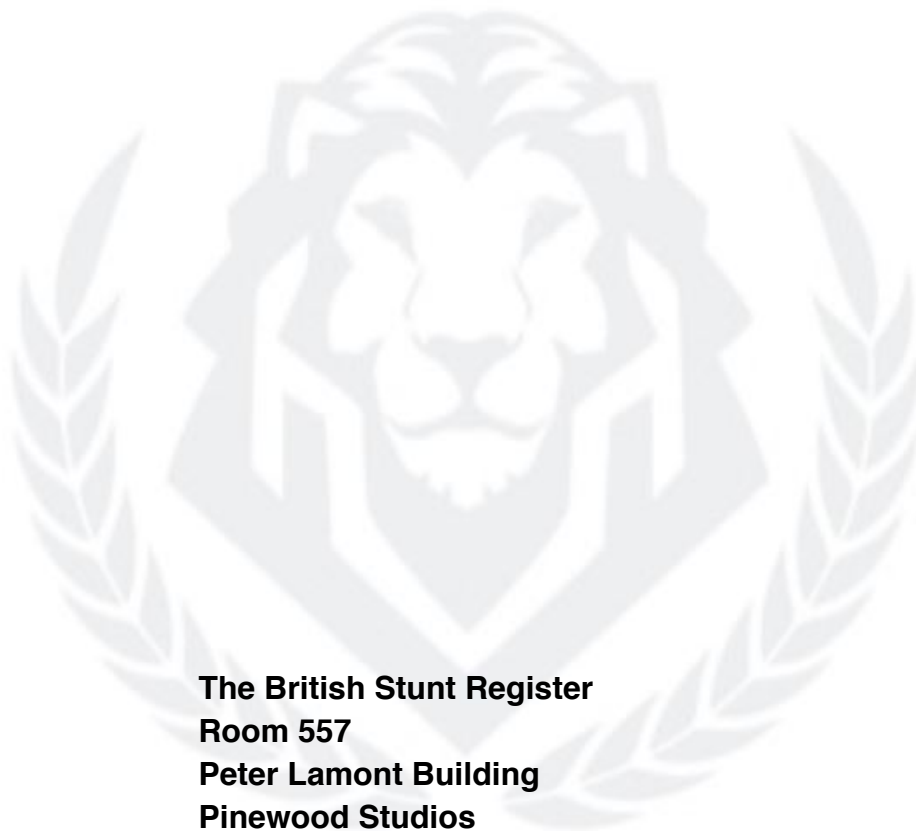 The British Stunt Register
Room 557
Peter Lamont Building
Pinewood Studios